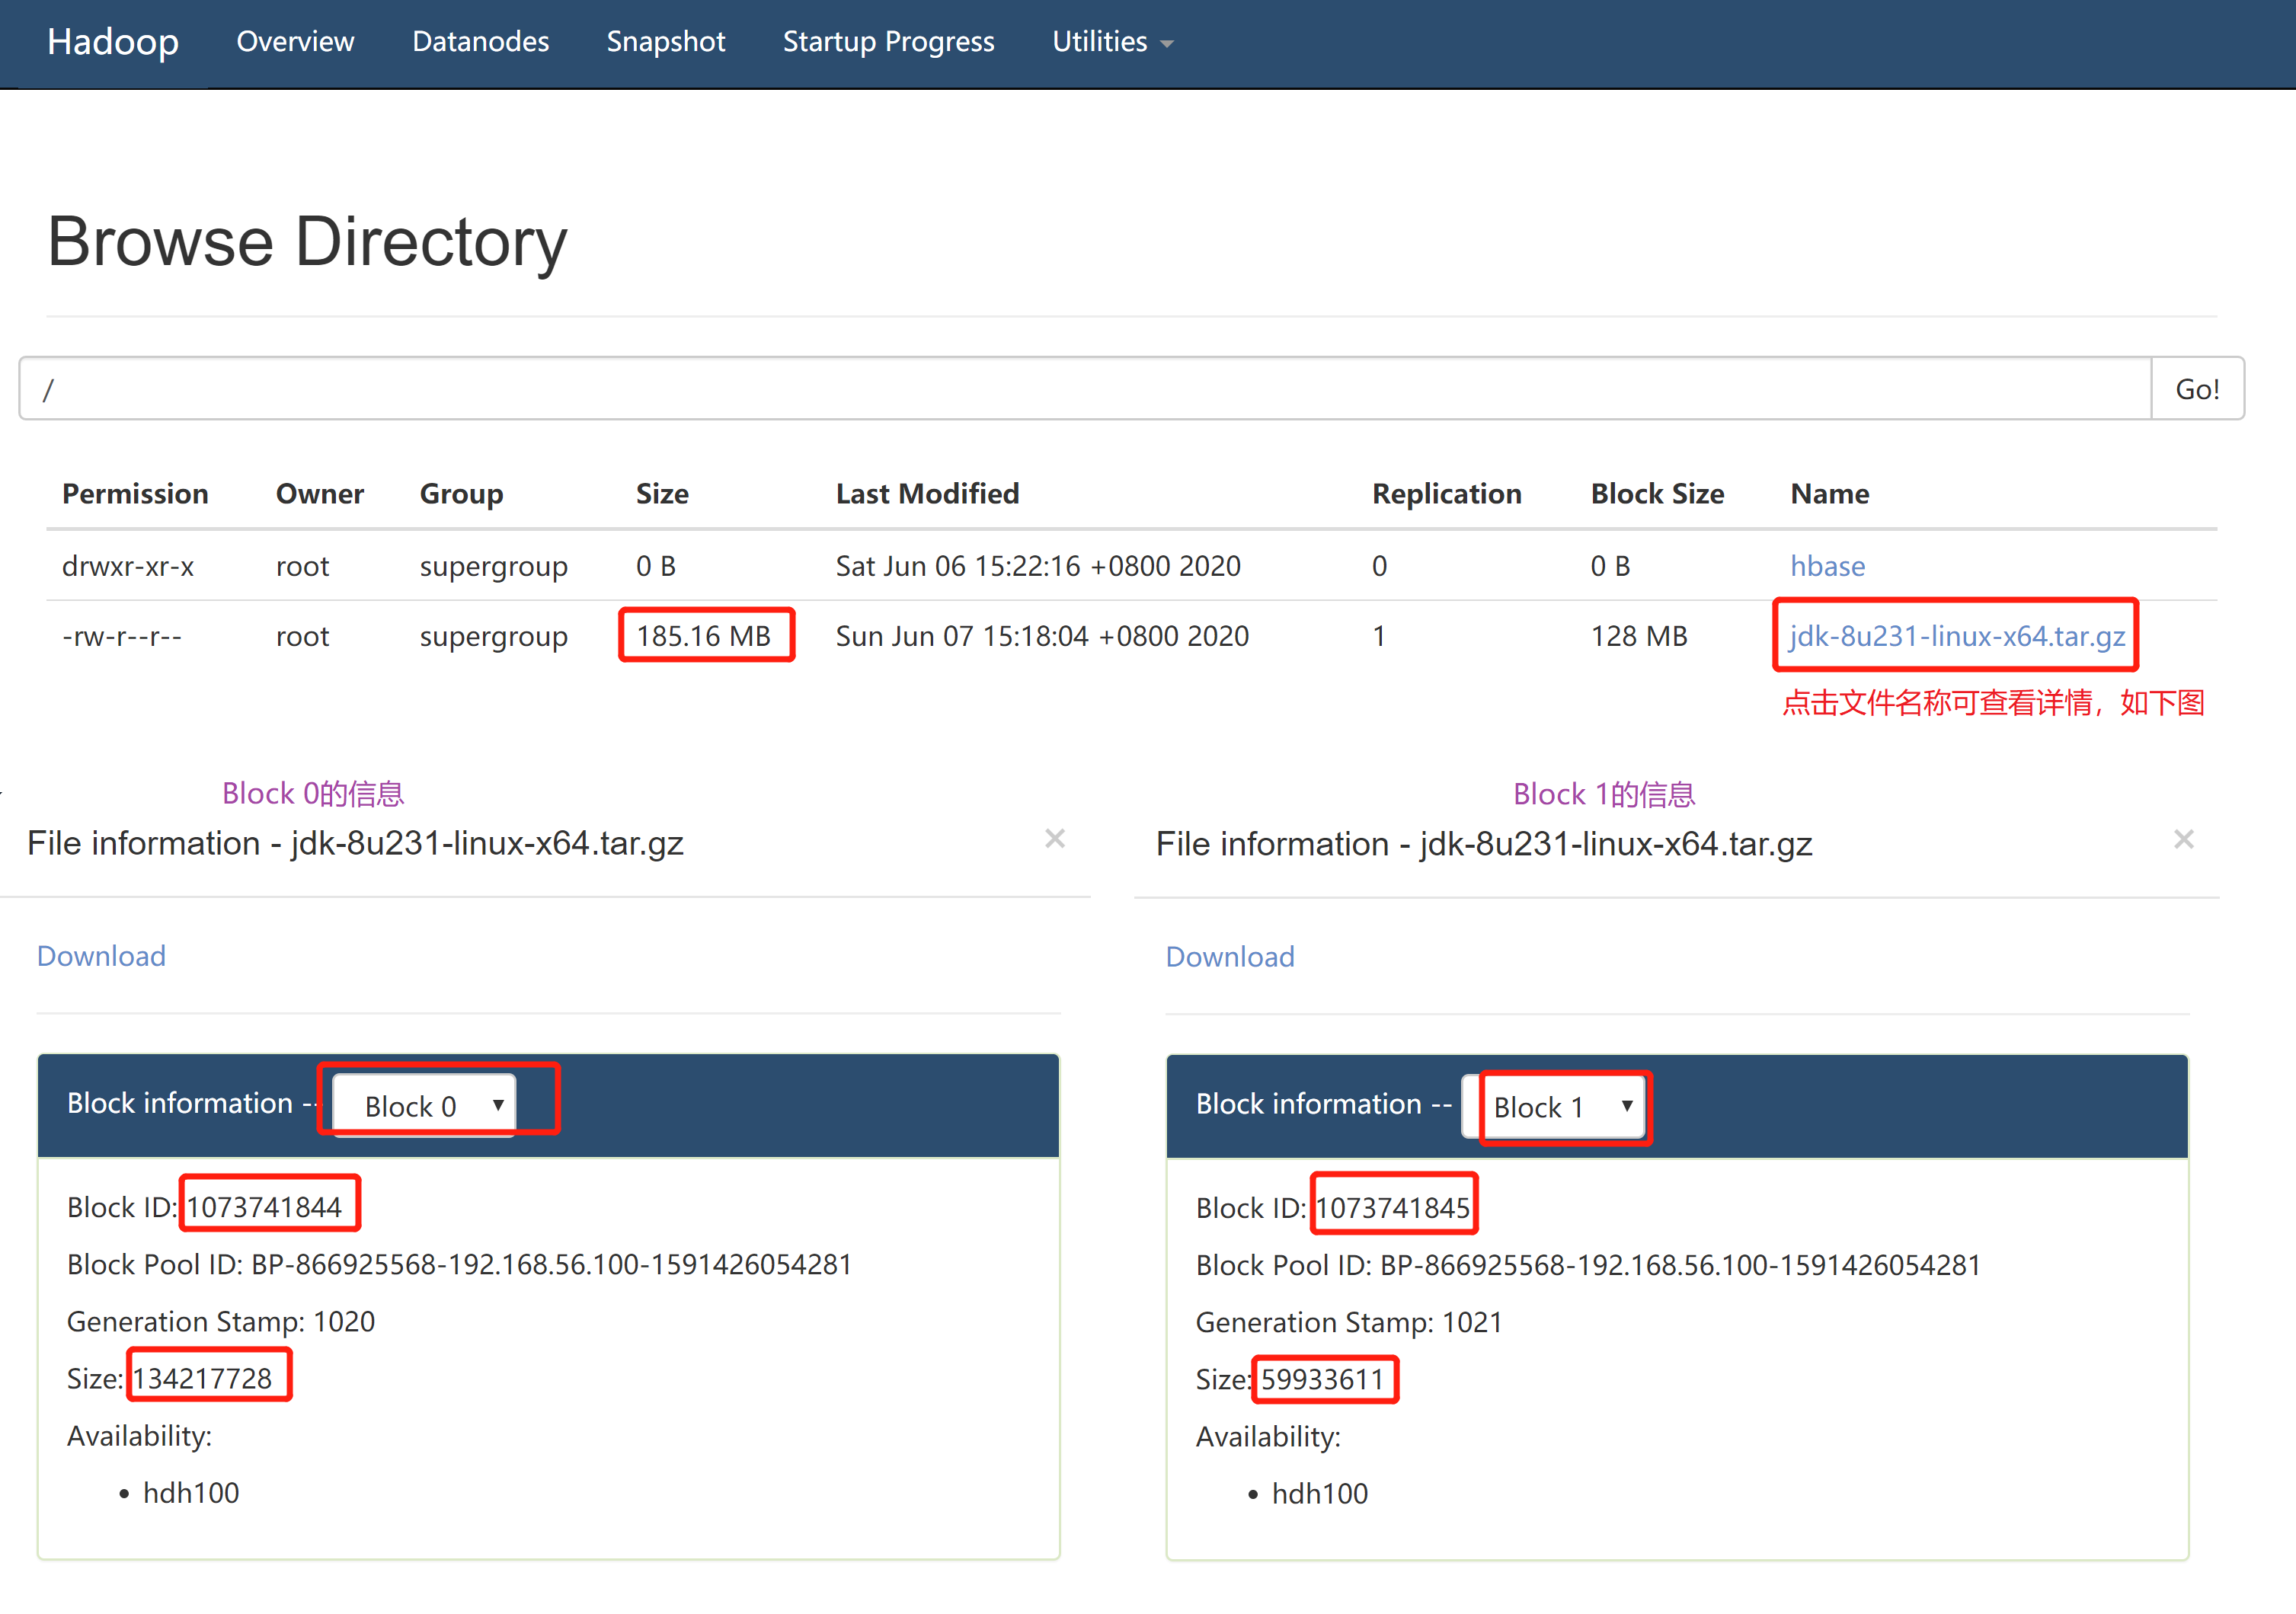 Hadoop Overview Datanodes Snapshot Startup Progress Utilities
Browse Directory
/ Go!
Permission Owner Group Size Last Modified Replication Block Size Name
drwxr-xr-x root supergroup 0 B Sat Jun 06 15:22:16 +0800 2020 0 0 B hbase
-rw-r--r-- root supergroup 185.16 MB Sun Jun 07 15:18:04 +0800 2020 1 128 MB jdk-8u231-linux-x64.tar.gz
点击文件名称可查看详情，如下图
Block 0的信息
File information - jdk-8u231-linux-x64.tar.gz ×
Download
Block information -- Block 0
Block ID: 1073741844
Block Pool ID: BP-866925568-192.168.56.100-1591426054281
Generation Stamp: 1020
Size: 134217728
Availability:
• hdh100
Block 1的信息
File information - jdk-8u231-linux-x64.tar.gz ×
Download
Block information -- Block 1
Block ID: 1073741845
Block Pool ID: BP-866925568-192.168.56.100-1591426054281
Generation Stamp: 1021
Size: 59933611
Availability:
• hdh100